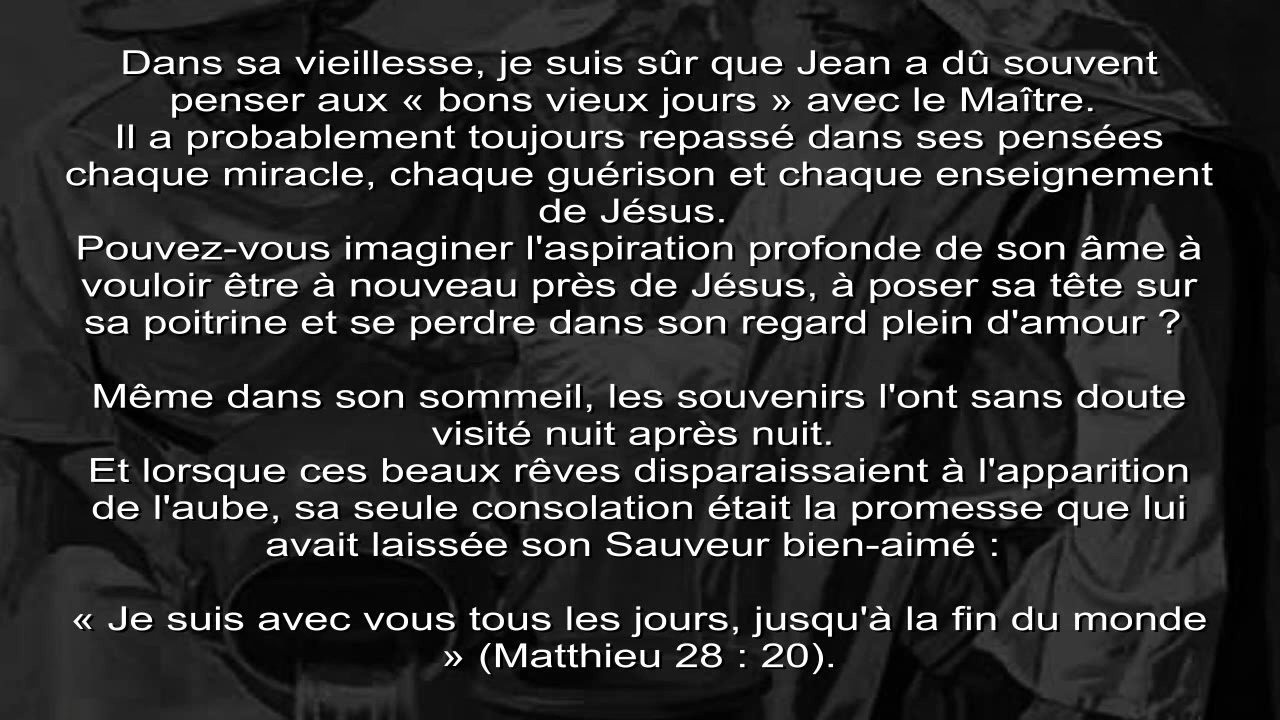 Dans sa vieillesse, je suis sûr que Jean a dû souvent
penser aux « bons vieux jours » avec le Maître.
Il a probablement toujours repassé dans ses pensées
chaque miracle, chaque guérison et chaque enseignement
de Jésus.
Pouvez-vous imaginer l'aspiration profonde de son âme à
vouloir être à nouveau près de Jésus, à poser sa tête sur
sa poitrine et se perdre dans son regard plein d'amour ?
Même dans son sommeil, les souvenirs l'ont sans doute
visité nuit après nuit.
Et lorsque ces beaux rêves disparaissaient à l'apparition
de l'aube, sa seule consolation était la promesse que lui
avait laissée son Sauveur bien-aimé :
« Je suis avec vous tous les jours, jusqu'à la fin du monde
» (Matthieu 28 : 20).